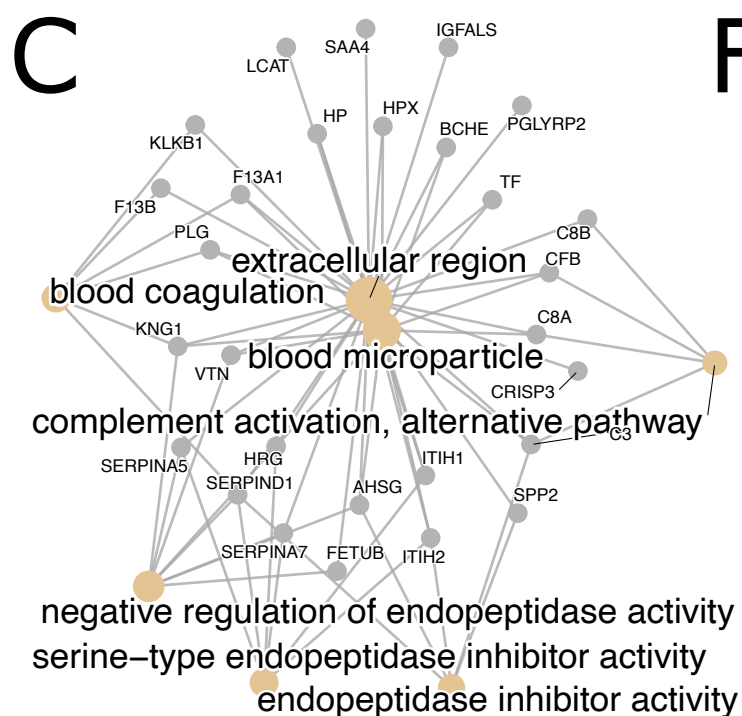 C
F
SAA4
IGFALS
LCAT
HP
HPX
BCHE
PGLYRP2
KLKB1
F13A1
TF
F13B
PLG
C8B
extracellular region
CFB
blood coagulation
KNG1
C8A
VTN
blood microparticle
CRISP3
complement activation, alternative pathway
C3
SERPINA5
HRG
ITIH1
SERPIND1
AHSG
SPP2
SERPINA7
FETUB
ITIH2
negative regulation of endopeptidase activity
serine−type endopeptidase inhibitor activity
endopeptidase inhibitor activity